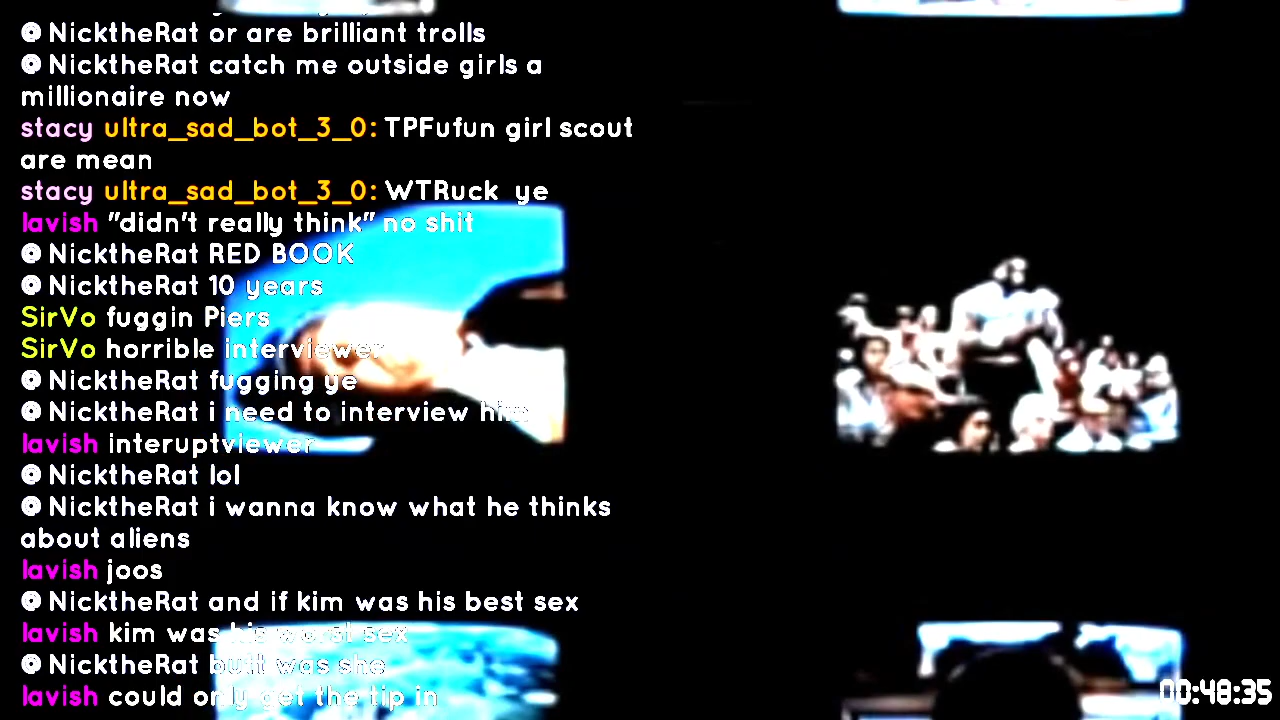 @ NicktheRat or are brilliant trolls
@ NicktheRat catch me outside girls a
millionaire now
stacy ultra_sad_bot_3_0: TPFufun girl scout
are mean
stacy ultra_sad_bot_3_0: WTRuck ye
lavish "didn't really think" no shit
@ NicktheRat RED BOOK
@ NicktheRat 10 years
SirVo fuggin Piers
SirVo horrible interviewer
@ NicktheRat fugging ye
@ NicktheRat i need to interview him
lavish interuptviewer
@ NicktheRat lol
@ NicktheRat i wanna know what he thinks
about aliens
lavish joos
@ NicktheRat and if kim was his best sex
lavish kim was his worst sex
@ NicktheRat butt was she
lavish could only get the tip in
00:48:35